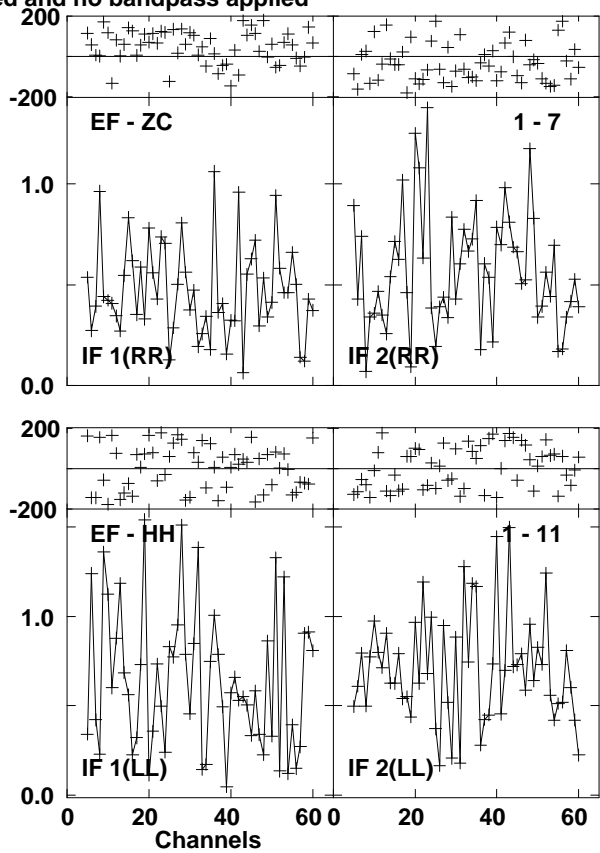 ed and no bandpass applied
200
-200
EF - ZC 1 - 7
1.0
IF 1(RR) IF 2(RR)
0.0
200
-200
EF - HH 1 - 11
1.0
IF 1(LL) IF 2(LL)
0.0
0 20 40 60 0 20 40 60
Channels